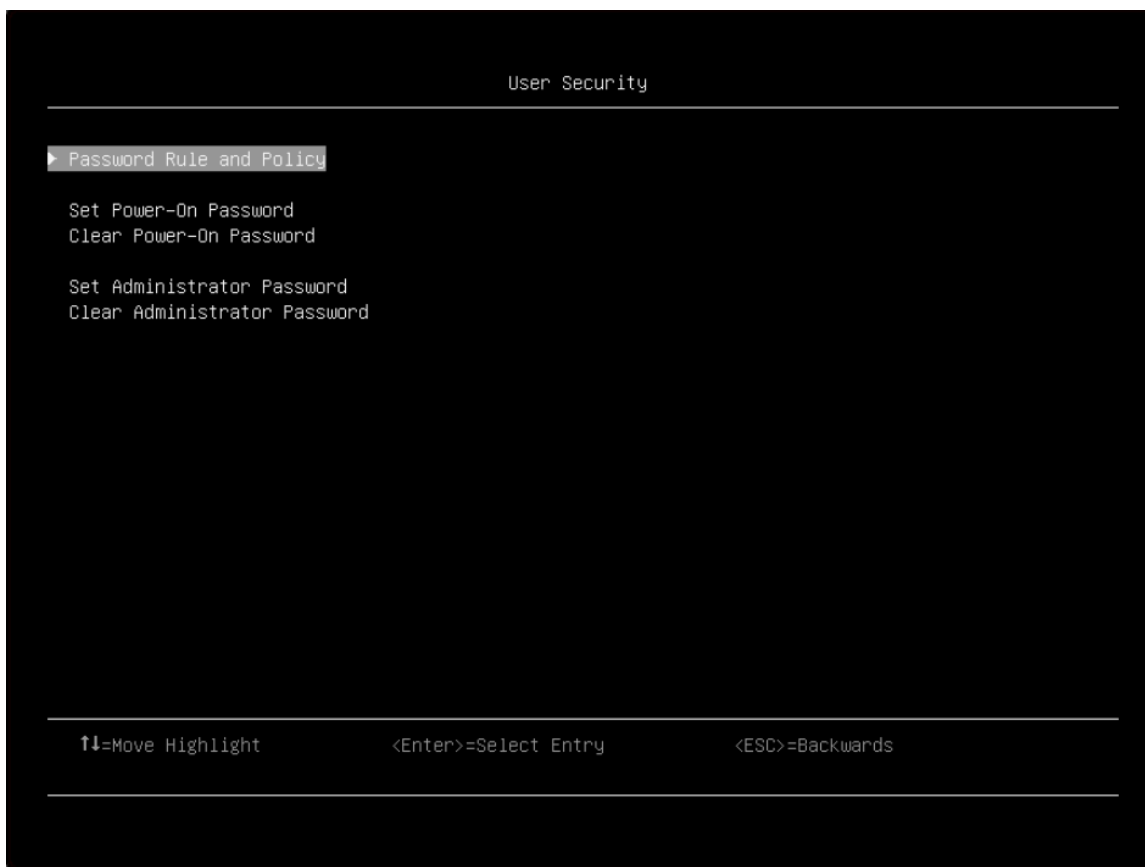 User Security
Password Rule and Policy
Set Power-On Password
Clear Power-On Password
Set Administrator Password
Clear Administrator Password
↑↓=Move Highlight <Enter>=Select Entry <ESC>=Backwards